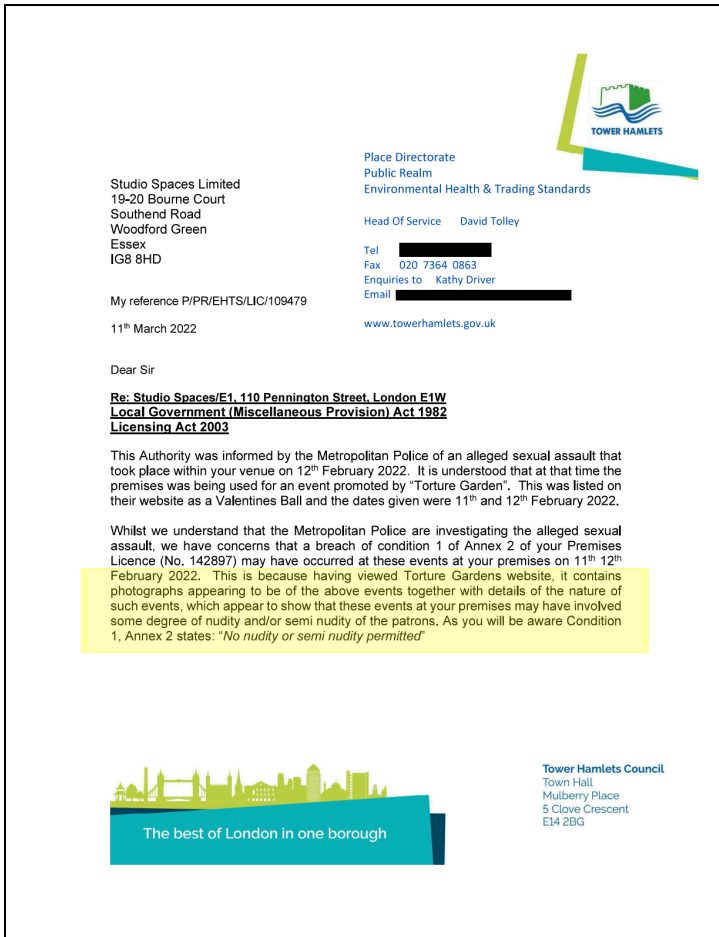 TOWER HAMLETS
Place Directorate
Public Realm
Environmental Health & Trading Standards
Head Of Service David Tolley
Tel
Fax 020 7364 0863
Enquiries to Kathy Driver
Email
www.towerhamlets.gov.uk
Studio Spaces Limited
19-20 Bourne Court
Southend Road
Woodford Green
Essex
IG8 8HD
My reference P/PR/EHTS/LIC/109479
11th March 2022
Dear Sir
Re: Studio Spaces/E1, 110 Pennington Street, London E1W
Local Government (Miscellaneous Provision) Act 1982
Licensing Act 2003
This Authority was informed by the Metropolitan Police of an alleged sexual assault that
took place within your venue on 12th February 2022. It is understood that at that time the
premises was being used for an event promoted by “Torture Garden”. This was listed on
their website as a Valentines Ball and the dates given were 11th and 12th February 2022.
Whilst we understand that the Metropolitan Police are investigating the alleged sexual
assault, we have concerns that a breach of condition 1 of Annex 2 of your Premises
Licence (No. 142897) may have occurred at these events at your premises on 11th 12th
February 2022. This is because having viewed Torture Gardens website, it contains
photographs appearing to be of the above events together with details of the nature of
such events, which appear to show that these events at your premises may have involved
some degree of nudity and/or semi nudity of the patrons. As you will be aware Condition
1, Annex 2 states: “No nudity or semi nudity permitted”
The best of London in one borough
Tower Hamlets Council
Town Hall
Mulberry Place
5 Clove Crescent
E14 2BG